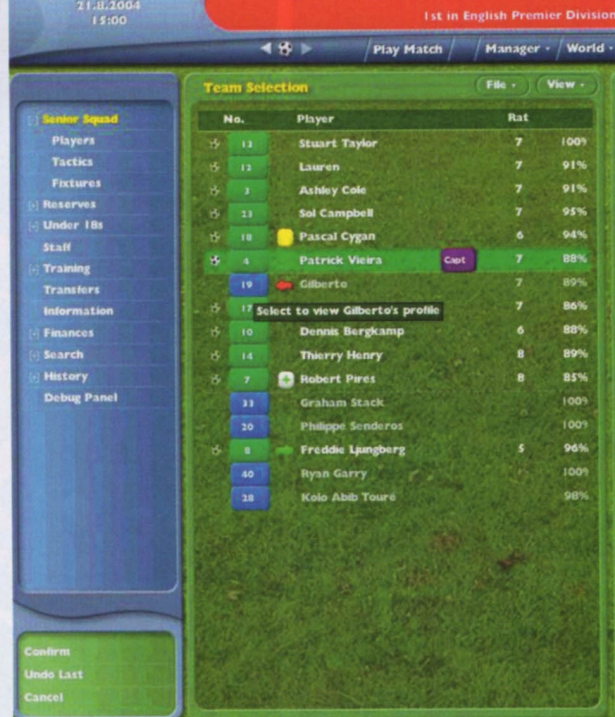 21.8.2004
15:00
1st in English Premier Division
Play Match
Manager
World
Team Selection
File
View
Senior Squad
Players
Tactics
Fixtures
Reserves
Under 18s
Staff
Training
Transfers
Information
Finances
Search
History
Debug Panel
No. Player Rat
13 Stuart Taylor 7 100%
12 Lauren 7 91%
3 Ashley Cole 7 91%
23 Sol Campbell 7 95%
18 Pascal Cygan 6 94%
4 Patrick Vieira Capt 7 88%
19 Gilberto 7 89%
17 Select to view Gilberto's profile 7 86%
10 Dennis Bergkamp 6 88%
14 Thierry Henry 8 89%
7 Robert Pires 8 85%
33 Graham Stack 100%
20 Philippe Senderos 100%
8 Freddie Ljungberg 5 96%
40 Ryan Garry 100%
28 Kolo Abib Touré 98%
Confirm
Undo Last
Cancel